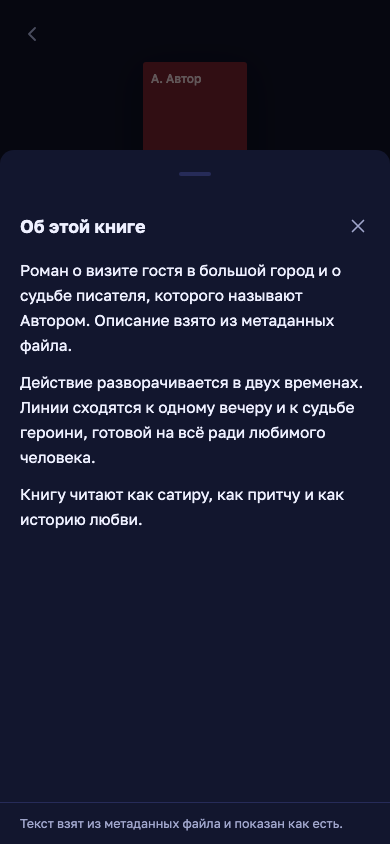 А. Автор
Об этой книге
Роман о визите гостя в большой город и о
судьбе писателя, которого называют
Автором. Описание взято из метаданных
файла.
Действие разворачивается в двух временах.
Линии сходятся к одному вечеру и к судьбе
героини, готовой на всё ради любимого
человека.
Книгу читают как сатиру, как притчу и как
историю любви.
Текст взят из метаданных файла и показан как есть.